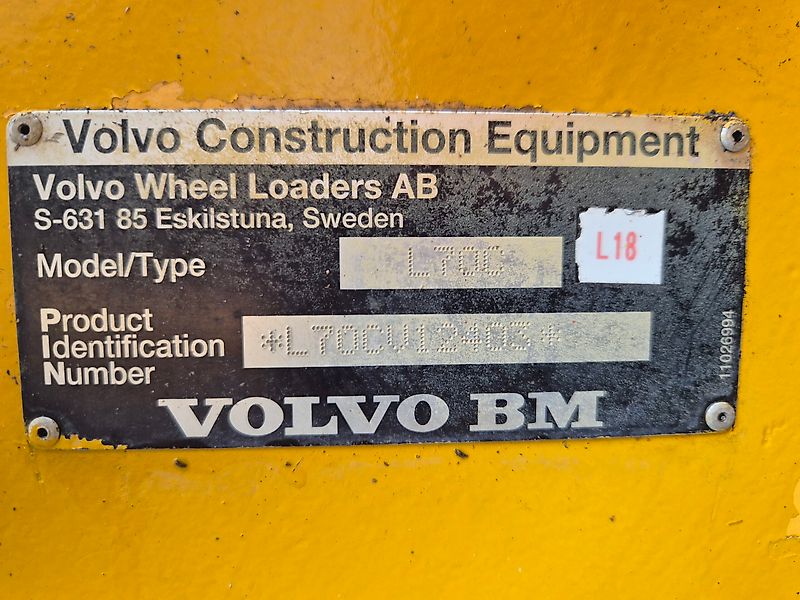 Volvo Construction Equipment
Volvo Wheel Loaders AB
S-631 85 Eskilstuna, Sweden
Model/Type L70C
L18
Product
Identification *L70CV12403*
Number
11026994
VOLVO BM